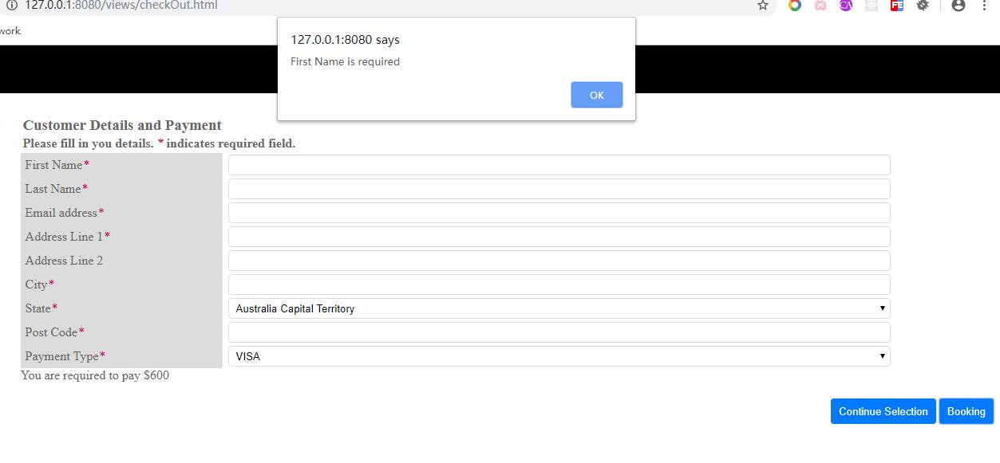 127.0.0.1:8080/views/checkOut.html
CA
FE
work
127.0.0.1:8080 says
First Name is required
OK
Customer Details and Payment
Please fill in you details. * indicates required field.
First Name*
Last Name*
Email address*
Address Line 1*
Address Line 2
City*
State* Australia Capital Territory
Post Code*
Payment Type* VISA
You are required to pay $600
Continue Selection Booking